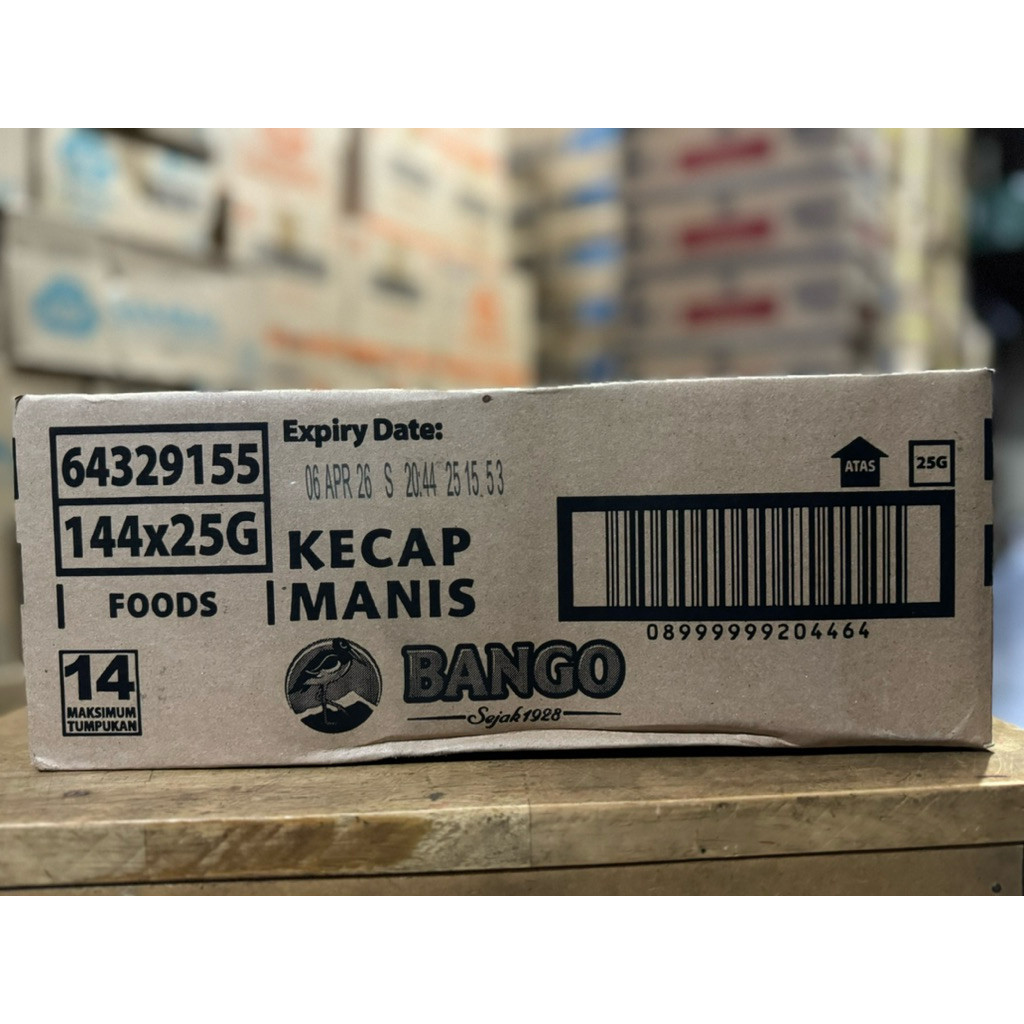 64329155
144x25G
FOODS
14
MAKSIMUM
TUMPUKAN
Expiry Date:
06 APR 26 S 20:44 25 15 53
KECAP
MANIS
BANGO
Sejak 1928
ATAS
25G
08999999204464